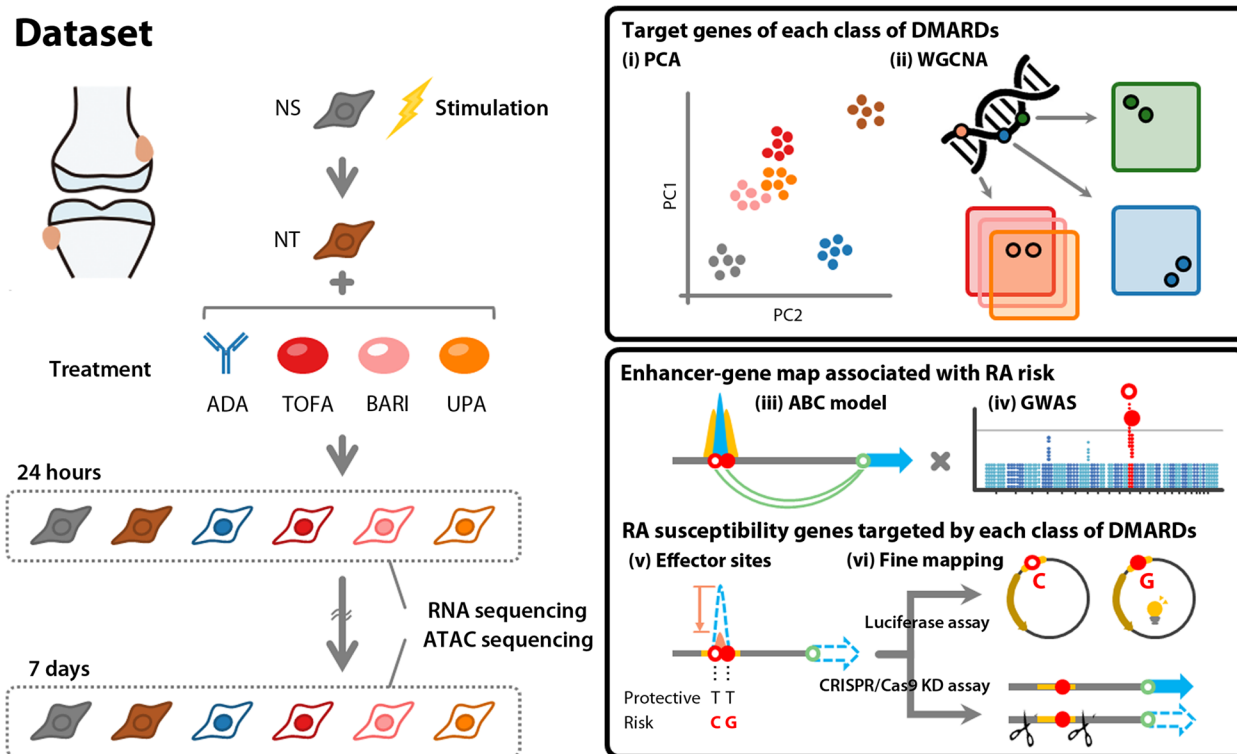 Dataset
NS
Stimulation
NT
Treatment
ADA
TOFA
BARI
UPA
24 hours
RNA sequencing
ATAC sequencing
7 days
Target genes of each class of DMARDs
(i) PCA
(ii) WGCNA
PC1
PC2
Enhancer-gene map associated with RA risk
(iii) ABC model
(iv) GWAS
RA susceptibility genes targeted by each class of DMARDs
(v) Effector sites
(vi) Fine mapping
C
G
Luciferase assay
CRISPR/Cas9 KD assay
Protective T T
Risk C G